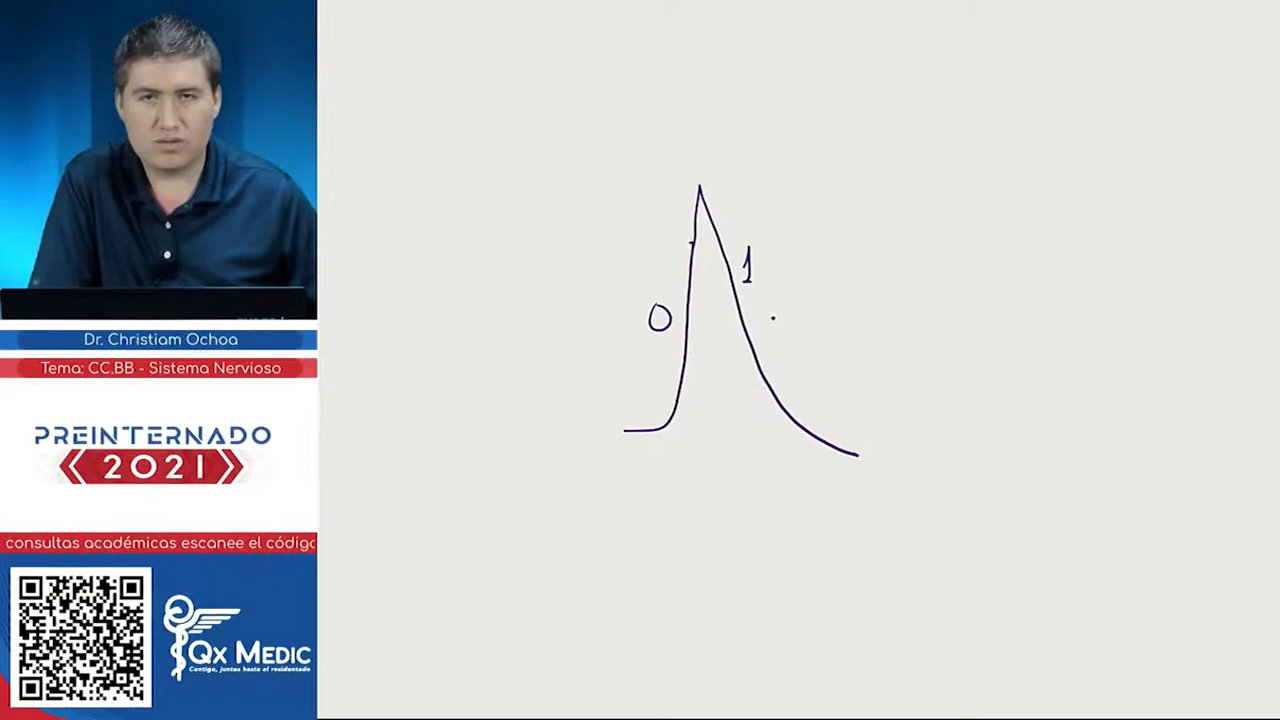 Dr. Christiam Ochoa
Tema: CC.BB - Sistema Nervioso
PREINTERNADO
2021
consultas académicas escanee el código
Qx MEDIC
Contigo, juntos hasta el residentado
0
1